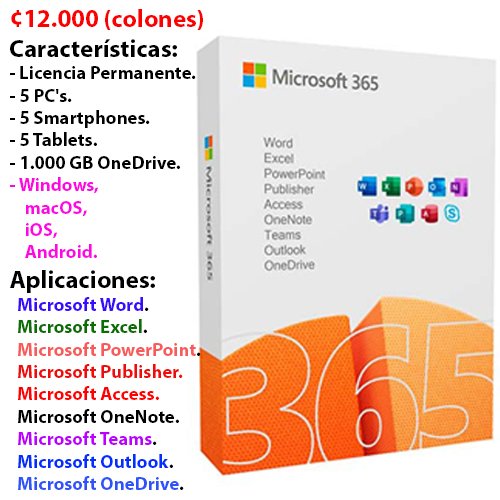 ¢12.000 (colones)
Características:
- Licencia Permanente.
- 5 PC's.
- 5 Smartphones.
- 5 Tablets.
- 1.000 GB OneDrive.
- Windows,
macOS,
iOS,
Android.
Aplicaciones:
Microsoft Word.
Microsoft Excel.
Microsoft PowerPoint.
Microsoft Publisher.
Microsoft Access.
Microsoft OneNote.
Microsoft Teams.
Microsoft Outlook.
Microsoft OneDrive.
Microsoft 365
Microsoft 365
Word
Excel
PowerPoint
Publisher
Access
OneNote
Teams
Outlook
OneDrive
W X P O N
T P A S
365